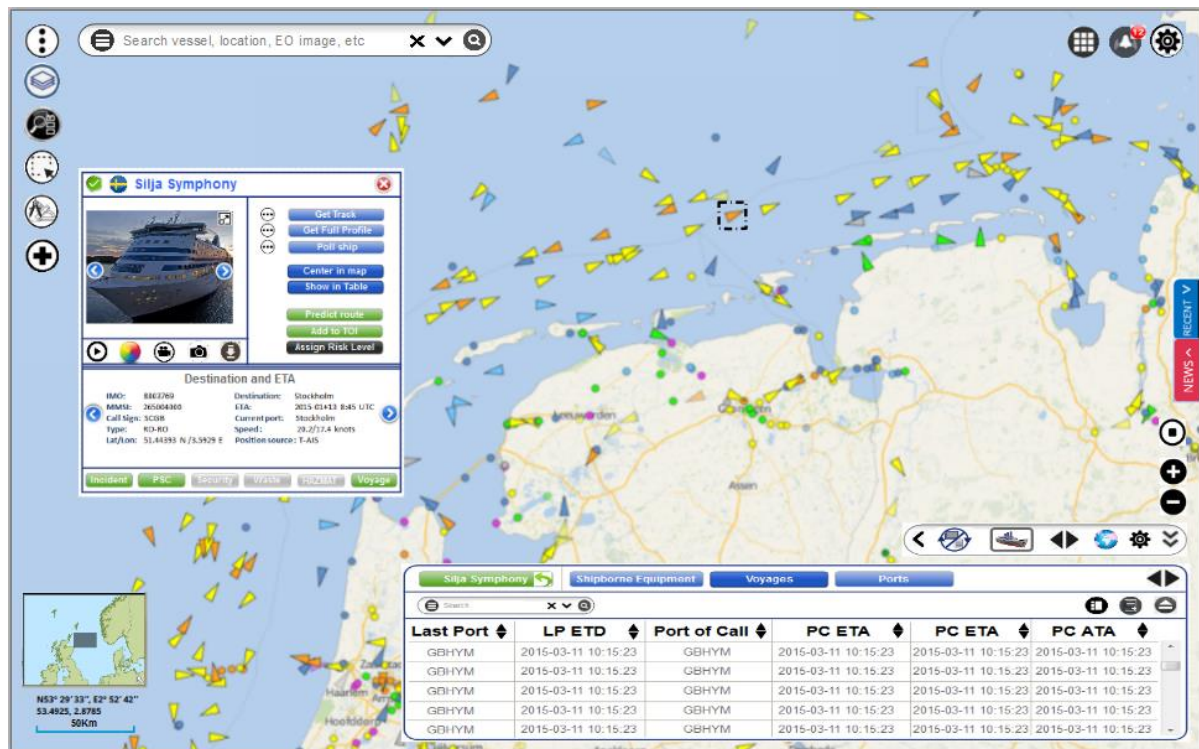 Search vessel, location, EO image, etc
12
Silja Symphony
Get Track
Get Full Profile
Poll ship
Center in map
Show in Table
Predict route
Add to TOI
Assign Risk Level
Destination and ETA
IMO: 8803769 Destination: Stockholm
MMSI: 265004000 ETA: 2015-01-13 8:45 UTC
Call Sign: SCGB Current port: Stockholm
Type: RO-RO Speed: 20.2/17.4 knots
Lat/Lon: 51.44393 N /3.5929 E Position source: T-AIS
Incident PSC Security Waste HAZMAT Voyage
RECENT
NEWS
Leeuwarden
Groningen
Assen
Haarlem
Hoofddorp
N53° 29' 33", E2° 52' 42"
53.4925, 2.8785
50Km
Silja Symphony Shipborne Equipment Voyages Ports
Search
Last Port LP ETD Port of Call PC ETA PC ETA PC ATA
GBHYM 2015-03-11 10:15:23 GBHYM 2015-03-11 10:15:23 2015-03-11 10:15:23 2015-03-11 10:15:23
GBHYM 2015-03-11 10:15:23 GBHYM 2015-03-11 10:15:23 2015-03-11 10:15:23 2015-03-11 10:15:23
GBHYM 2015-03-11 10:15:23 GBHYM 2015-03-11 10:15:23 2015-03-11 10:15:23 2015-03-11 10:15:23
GBHYM 2015-03-11 10:15:23 GBHYM 2015-03-11 10:15:23 2015-03-11 10:15:23 2015-03-11 10:15:23
GBHYM 2015-03-11 10:15:23 GBHYM 2015-03-11 10:15:23 2015-03-11 10:15:23 2015-03-11 10:15:23